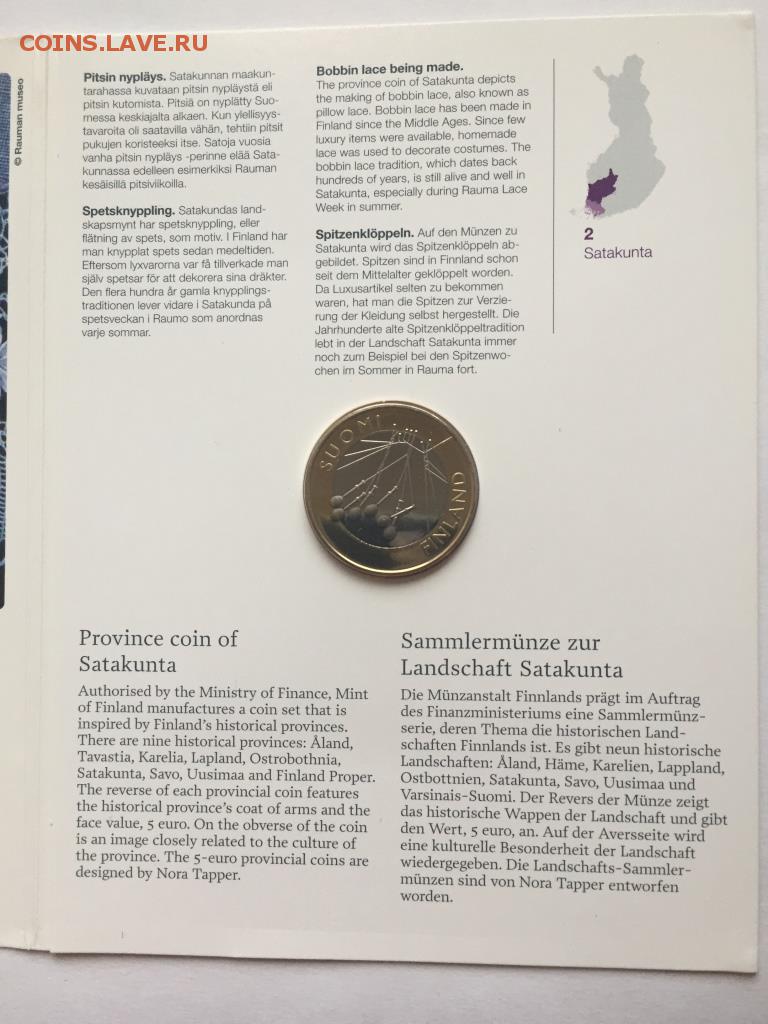 COINS.LAVE.RU
© Rauman museo
Pitsin nypläys. Satakunnan maakun-
tarahassa kuvataan pitsin nypläystä eli
pitsin kutomista. Pitsiä on nyplätty Suo-
messa keskiajalta alkaen. Kun ylellisyys-
tavaroita oli saatavilla vähän, tehtiin pitsit
pukujen koristeeksi itse. Satoja vuosia
vanha pitsin nypläys -perinne elää Sata-
kunnassa edelleen esimerkiksi Rauman
kesäisillä pitsiviikoilla.
Spetsknyppling. Satakundas land-
skapsmynt har spetsknyppling, eller
flätning av spets, som motiv. I Finland har
man knypplat spets sedan medeltiden.
Eftersom lyxvarorna var få tillverkade man
själv spetsar för att dekorera sina dräkter.
Den flera hundra år gamla knypplings-
traditionen lever vidare i Satakunda på
spetsveckan i Raumo som anordnas
varje sommar.
Bobbin lace being made.
The province coin of Satakunta depicts
the making of bobbin lace, also known as
pillow lace. Bobbin lace has been made in
Finland since the Middle Ages. Since few
luxury items were available, homemade
lace was used to decorate costumes. The
bobbin lace tradition, which dates back
hundreds of years, is still alive and well in
Satakunta, especially during Rauma Lace
Week in summer.
Spitzenklöppeln. Auf den Münzen zu
Satakunta wird das Spitzenklöppeln ab-
gebildet. Spitzen sind in Finnland schon
seit dem Mittelalter geklöppelt worden.
Da Luxusartikel selten zu bekommen
waren, hat man die Spitzen zur Verzie-
rung der Kleidung selbst hergestellt. Die
Jahrhunderte alte Spitzenklöppeltradition
lebt in der Landschaft Satakunta immer
noch zum Beispiel bei den Spitzenwo-
chen im Sommer in Rauma fort.
2
Satakunta
SUOMI
FINLAND
Province coin of
Satakunta
Authorised by the Ministry of Finance, Mint
of Finland manufactures a coin set that is
inspired by Finland's historical provinces.
There are nine historical provinces: Åland,
Tavastia, Karelia, Lapland, Ostrobothnia,
Satakunta, Savo, Uusimaa and Finland Proper.
The reverse of each provincial coin features
the historical province's coat of arms and the
face value, 5 euro. On the obverse of the coin
is an image closely related to the culture of
the province. The 5-euro provincial coins are
designed by Nora Tapper.
Sammlermünze zur
Landschaft Satakunta
Die Münzanstalt Finnlands prägt im Auftrag
des Finanzministeriums eine Sammlermünz-
serie, deren Thema die historischen Land-
schaften Finnlands ist. Es gibt neun historische
Landschaften: Åland, Häme, Karelien, Lappland,
Ostbottnien, Satakunta, Savo, Uusimaa und
Varsinais-Suomi. Der Revers der Münze zeigt
das historische Wappen der Landschaft und gibt
den Wert, 5 euro, an. Auf der Aversseite wird
eine kulturelle Besonderheit der Landschaft
wiedergegeben. Die Landschafts-Sammler-
münzen sind von Nora Tapper entworfen
worden.